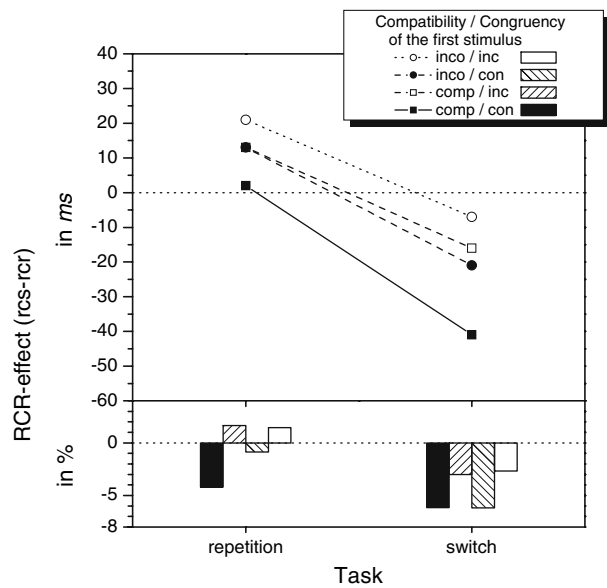 Compatibility / Congruency
of the first stimulus
inco / inc
inco / con
comp / inc
comp / con
40
30
20
10
0
-10
-20
-30
-40
-50
-60
0
-5
-8
RCR-effect (rcs-rcr)
in ms
in %
repetition
switch
Task